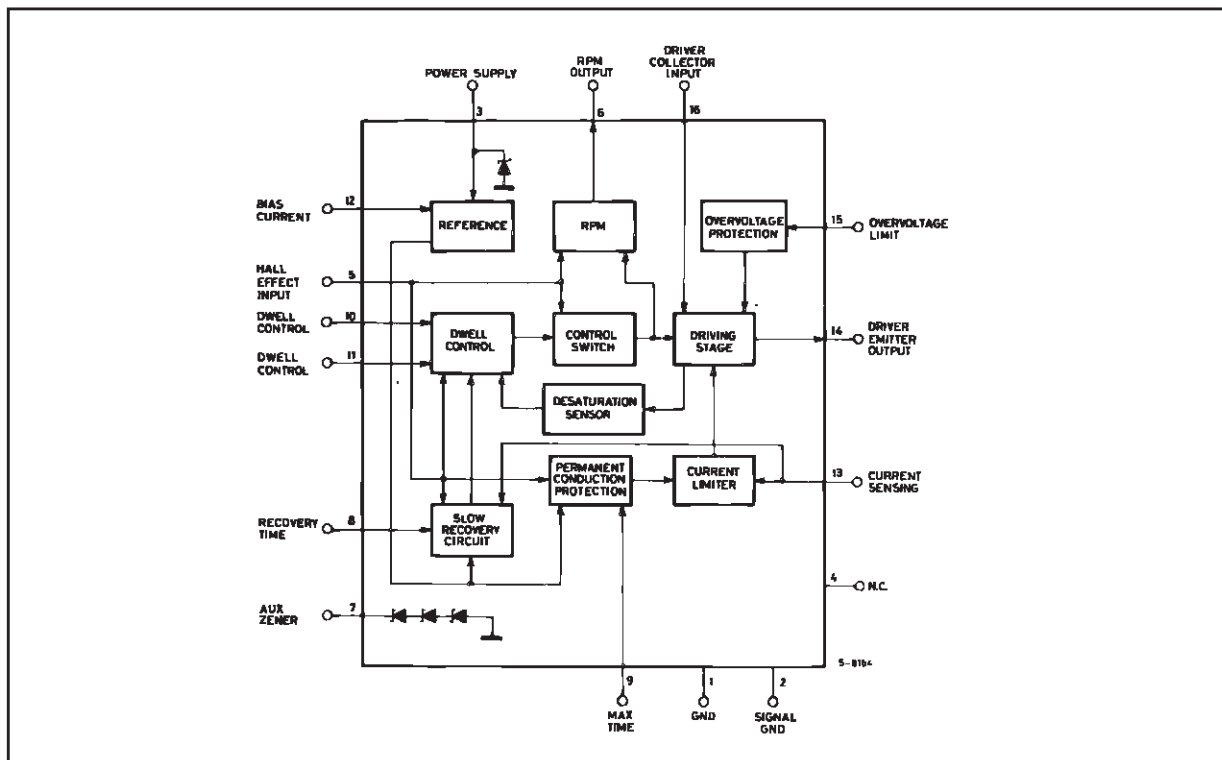 POWER SUPPLY
3
RPM
OUTPUT
6
DRIVER
COLLECTOR
INPUT
16
BIAS
CURRENT
12
REFERENCE
RPM
OVERVOLTAGE
PROTECTION
15
OVERVOLTAGE
LIMIT
HALL
EFFECT
INPUT
5
DWELL
CONTROL
10
DWELL
CONTROL
11
DWELL
CONTROL
CONTROL
SWITCH
DRIVING
STAGE
14
DRIVER
EMITTER
OUTPUT
DESATURATION
SENSOR
PERMANENT
CONDUCTION
PROTECTION
CURRENT
LIMITER
13
CURRENT
SENSING
RECOVERY
TIME
8
SLOW
RECOVERY
CIRCUIT
4
N.C.
AUX
ZENER
7
S-8164
9
MAX
TIME
1
GND
2
SIGNAL
GND